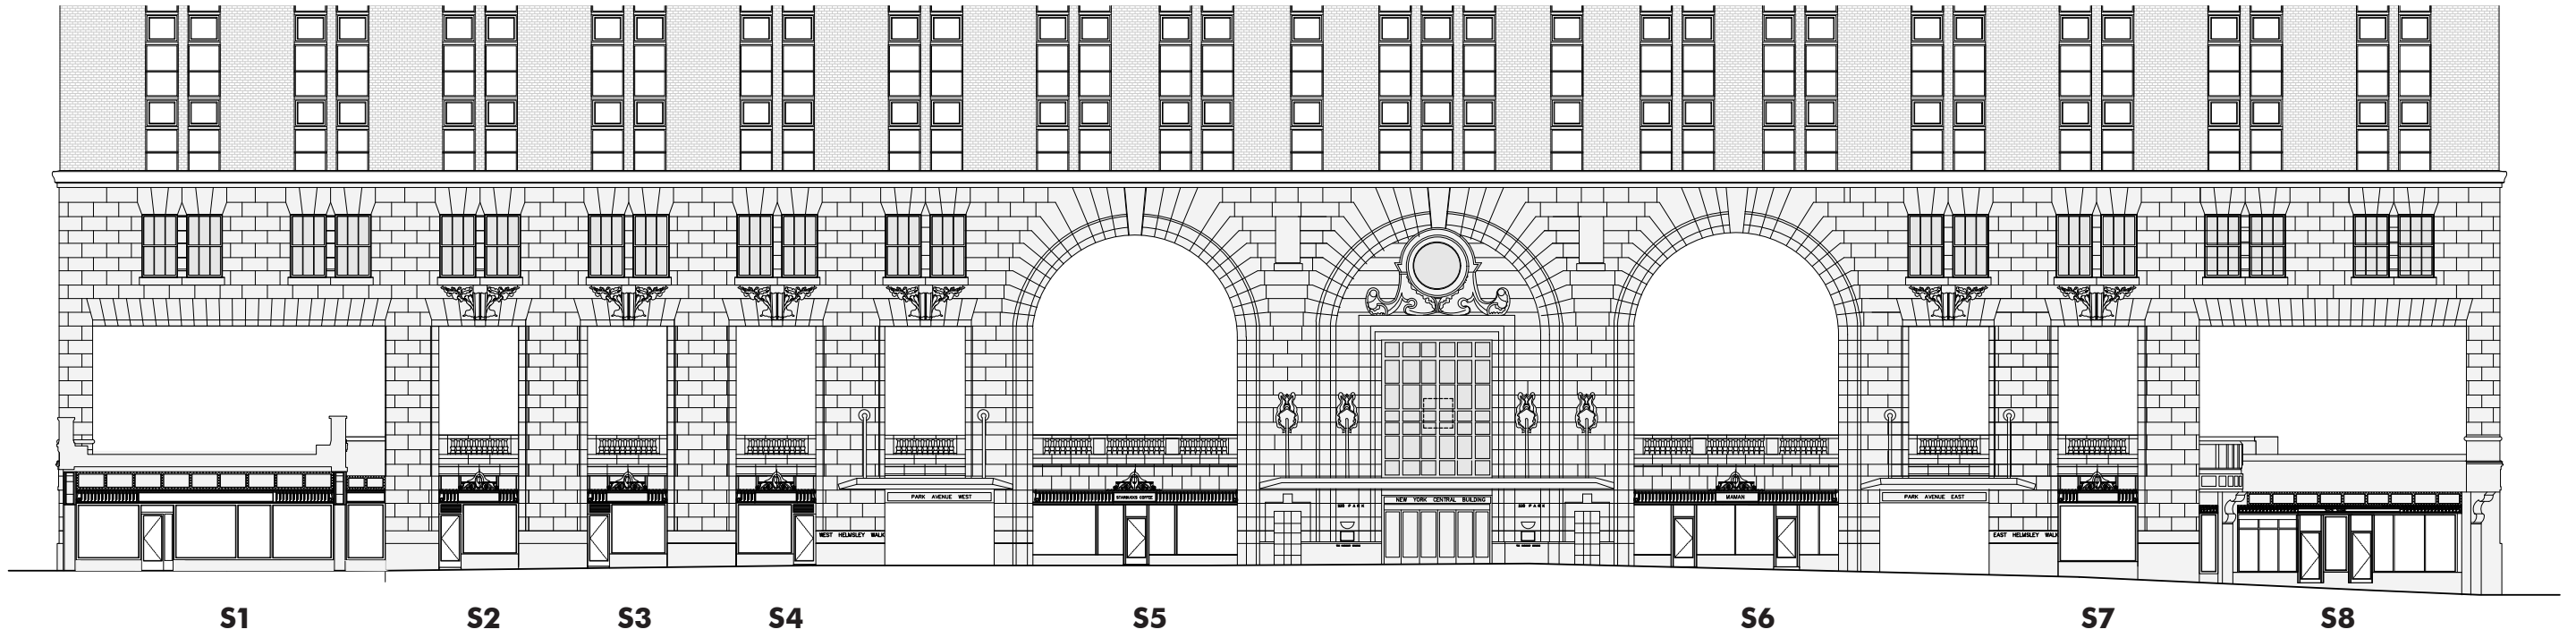 PARK AVENUE WEST
STARBUCKS COFFEE
NEW YORK CENTRAL BUILDING
MAMAN
PARK AVENUE EAST
WEST HELMSLEY WALK
EAST HELMSLEY WALK
S1
S2
S3
S4
S5
S6
S7
S8